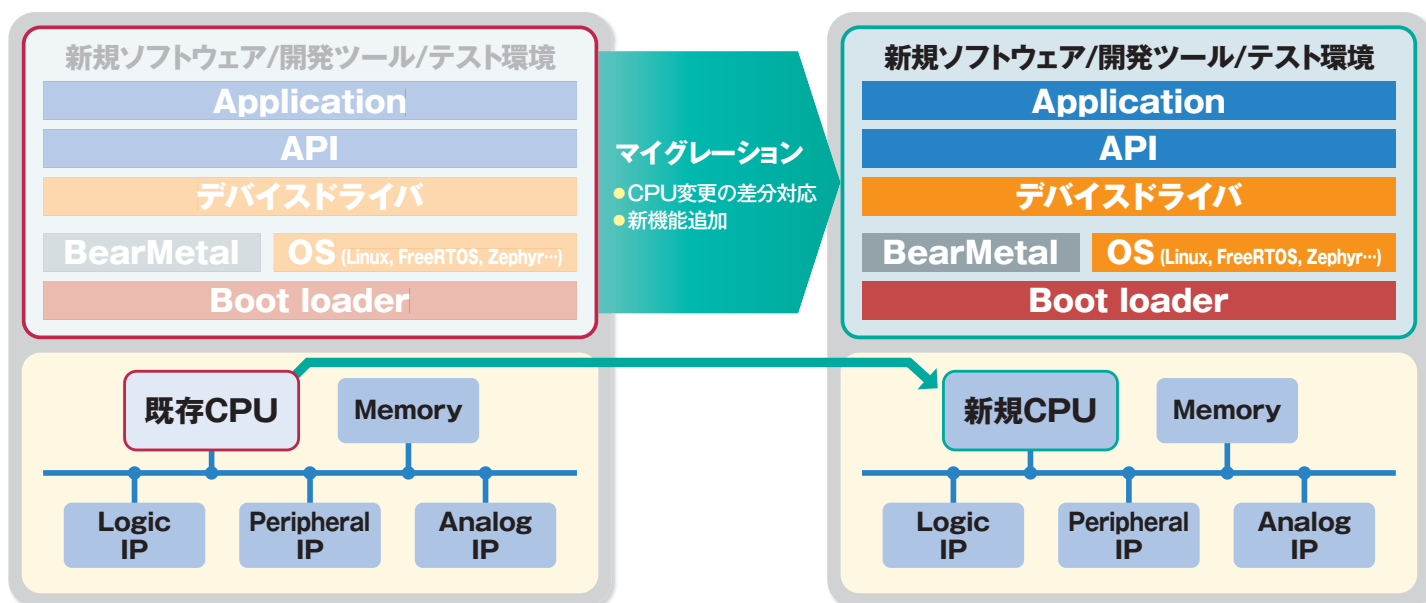 新規ソフトウェア/開発ツール/テスト環境
Application
API
デバイスドライバ
BearMetal
OS (Linux, FreeRTOS, Zephyr…)
Boot loader
既存CPU
Memory
Logic
IP
Peripheral
IP
Analog
IP
マイグレーション
●CPU変更の差分対応
●新機能追加
新規ソフトウェア/開発ツール/テスト環境
Application
API
デバイスドライバ
BearMetal
OS (Linux, FreeRTOS, Zephyr…)
Boot loader
新規CPU
Memory
Logic
IP
Peripheral
IP
Analog
IP